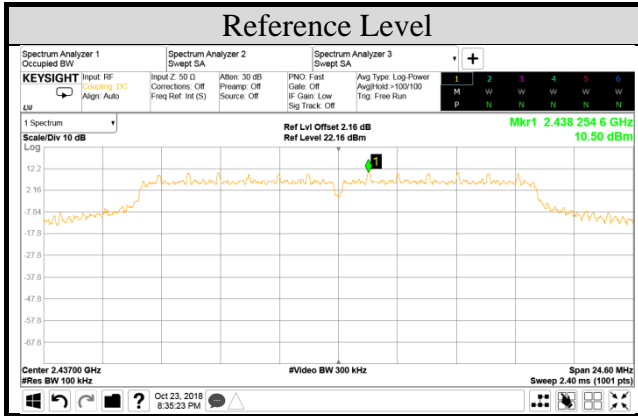 Reference Level
Spectrum Analyzer 1
Occupied BW
Spectrum Analyzer 2
Swept SA
Spectrum Analyzer 3
Swept SA
+
KEYSIGHT
Input: RF
Coupling: DC
Align: Auto
Input Z: 50 Ω
Corrections: Off
Freq Ref: Int (S)
Atten: 30 dB
Preamp: Off
Source: Off
PNO: Fast
Gate: Off
IF Gain: Low
Sig Track: Off
Avg Type: Log-Power
Avg|Hold:>100/100
Trig: Free Run
1 2 3 4 5 6
M W W W W W
P N N N N N
1 Spectrum
Scale/Div 10 dB
Log
Ref Lvl Offset 2.16 dB
Ref Level 22.16 dBm
Mkr1 2.438 254 6 GHz
10.50 dBm
1
12.2
2.16
-7.84
-17.8
-27.8
-37.8
-47.8
-57.8
-67.8
Center 2.43700 GHz
#Res BW 100 kHz
#Video BW 300 kHz
Span 24.60 MHz
Sweep 2.40 ms (1001 pts)
?
Oct 23, 2018
8:35:23 PM